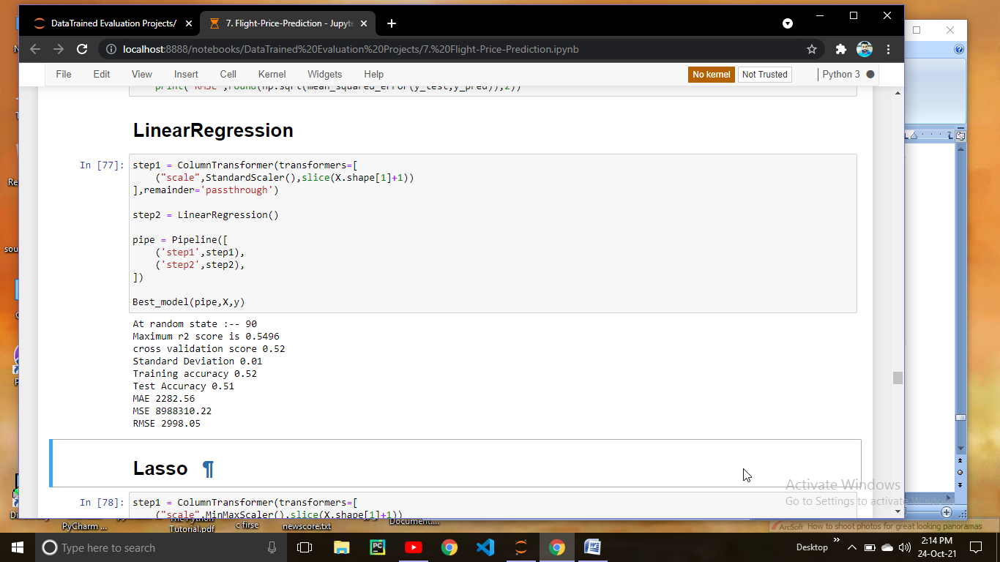 DataTrained Evaluation Projects/
7. Flight-Price-Prediction - Jupyte
localhost:8888/notebooks/DataTrained%20Evaluation%20Projects/7.%20Flight-Price-Prediction.ipynb
File Edit View Insert Cell Kernel Widgets Help
No kernel Not Trusted Python 3
print("RMSE",round(np.sqrt(mean_squared_error(y_test,y_pred)),2))
LinearRegression
In [77]: step1 = ColumnTransformer(transformers=[
("scale",StandardScaler(),slice(X.shape[1]+1))
],remainder='passthrough')
step2 = LinearRegression()
pipe = Pipeline([
('step1',step1),
('step2',step2),
])
Best_model(pipe,X,y)
At random state :-- 90
Maximum r2 score is 0.5496
cross validation score 0.52
Standard Deviation 0.01
Training accuracy 0.52
Test Accuracy 0.51
MAE 2282.56
MSE 8988310.22
RMSE 2998.05
Lasso ¶
In [78]: step1 = ColumnTransformer(transformers=[
("scale",MinMaxScaler(),slice(X.shape[1]+1))
Activate Windows
Go to Settings to activate Windows.
PyCharm ...
Tutorial.pdf
c firse
newscore.txt
Document....
ArcSoft How to shoot photos for great looking panoramas
Type here to search
Desktop
2:14 PM
24-Oct-21